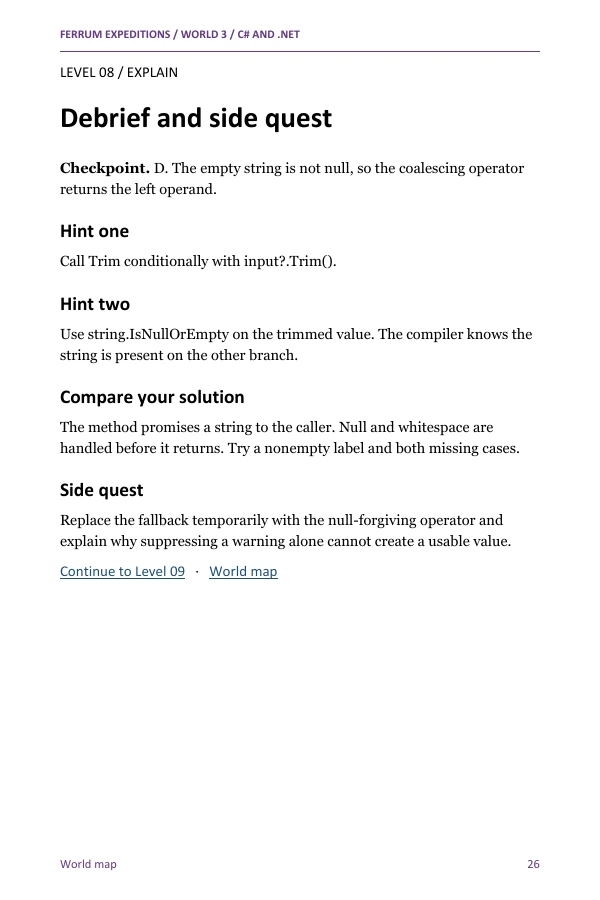 FERRUM EXPEDITIONS / WORLD 3 / C# AND .NET
LEVEL 08 / EXPLAIN
Debrief and side quest
Checkpoint. D. The empty string is not null, so the coalescing operator
returns the left operand.
Hint one
Call Trim conditionally with input?.Trim().
Hint two
Use string.IsNullOrEmpty on the trimmed value. The compiler knows the
string is present on the other branch.
Compare your solution
The method promises a string to the caller. Null and whitespace are
handled before it returns. Try a nonempty label and both missing cases.
Side quest
Replace the fallback temporarily with the null-forgiving operator and
explain why suppressing a warning alone cannot create a usable value.
Continue to Level 09 · World map
World map 26